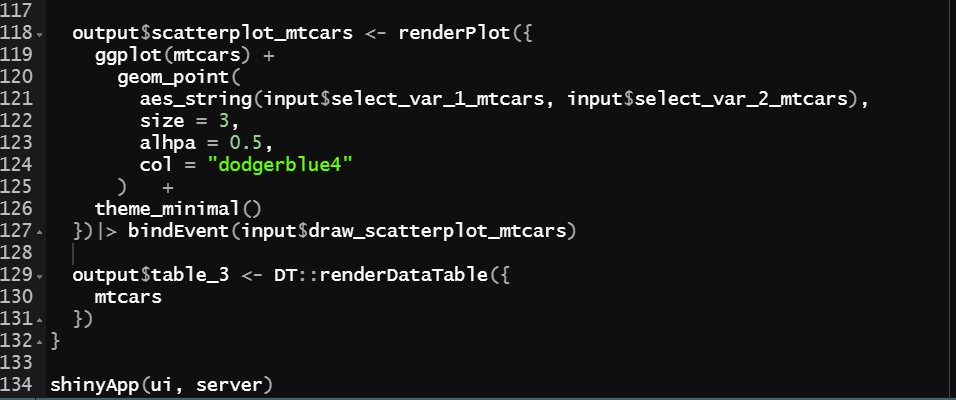 117
118 output$scatterplot_mtcars <- renderPlot({
119 ggplot(mtcars) +
120 geom_point(
121 aes_string(input$select_var_1_mtcars, input$select_var_2_mtcars),
122 size = 3,
123 alhpa = 0.5,
124 col = "dodgerblue4"
125 ) +
126 theme_minimal()
127 })|> bindEvent(input$draw_scatterplot_mtcars)
128
129 output$table_3 <- DT::renderDataTable({
130 mtcars
131 })
132 }
133
134 shinyApp(ui, server)